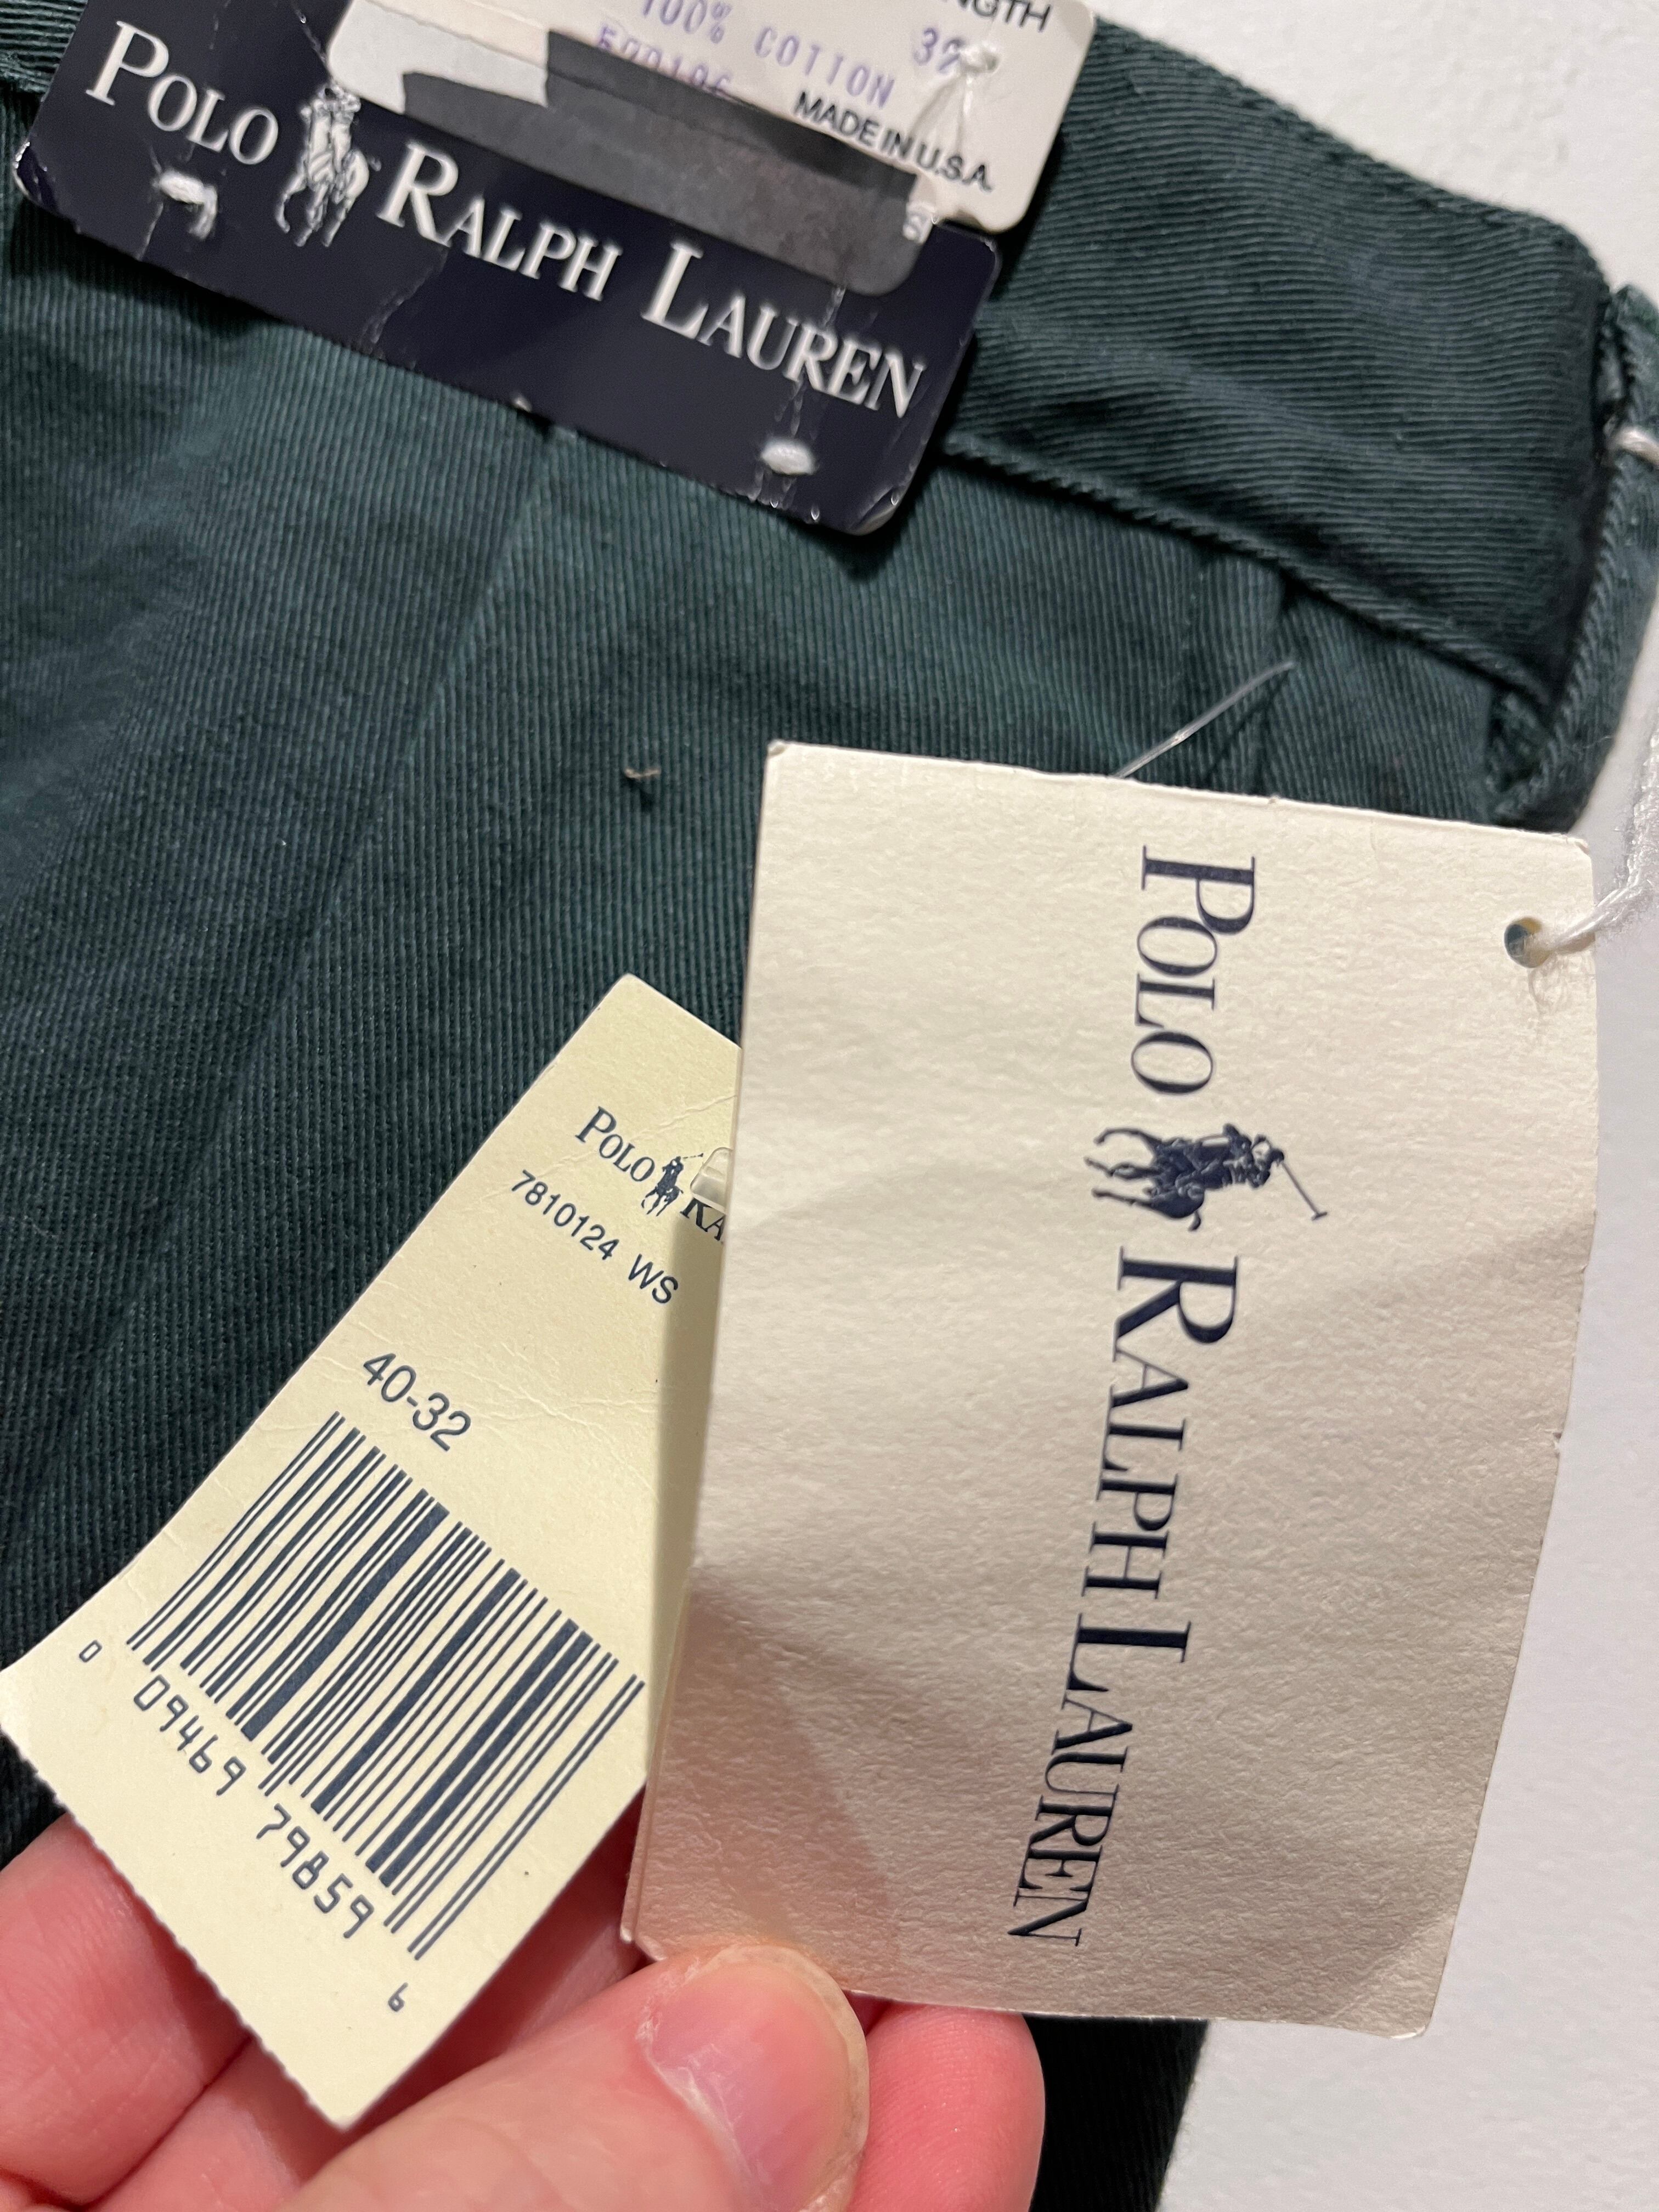 100% COTTON 32
MADE IN U.S.A.
POLO RALPH LAUREN
POLO RALPH LAUREN
POLO
7810124 WS
40-32
0 09469 79859 6